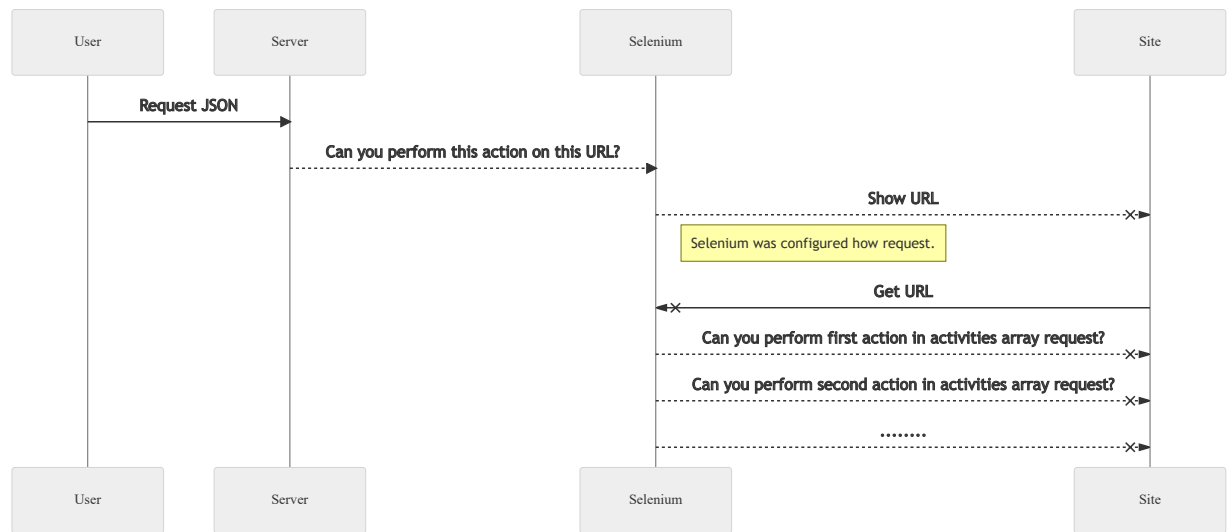 User
Server
Selenium
Site
Request JSON
Can you perform this action on this URL?
Show URL
Selenium was configured how request.
Get URL
Can you perform first action in activities array request?
Can you perform second action in activities array request?
........
User
Server
Selenium
Site